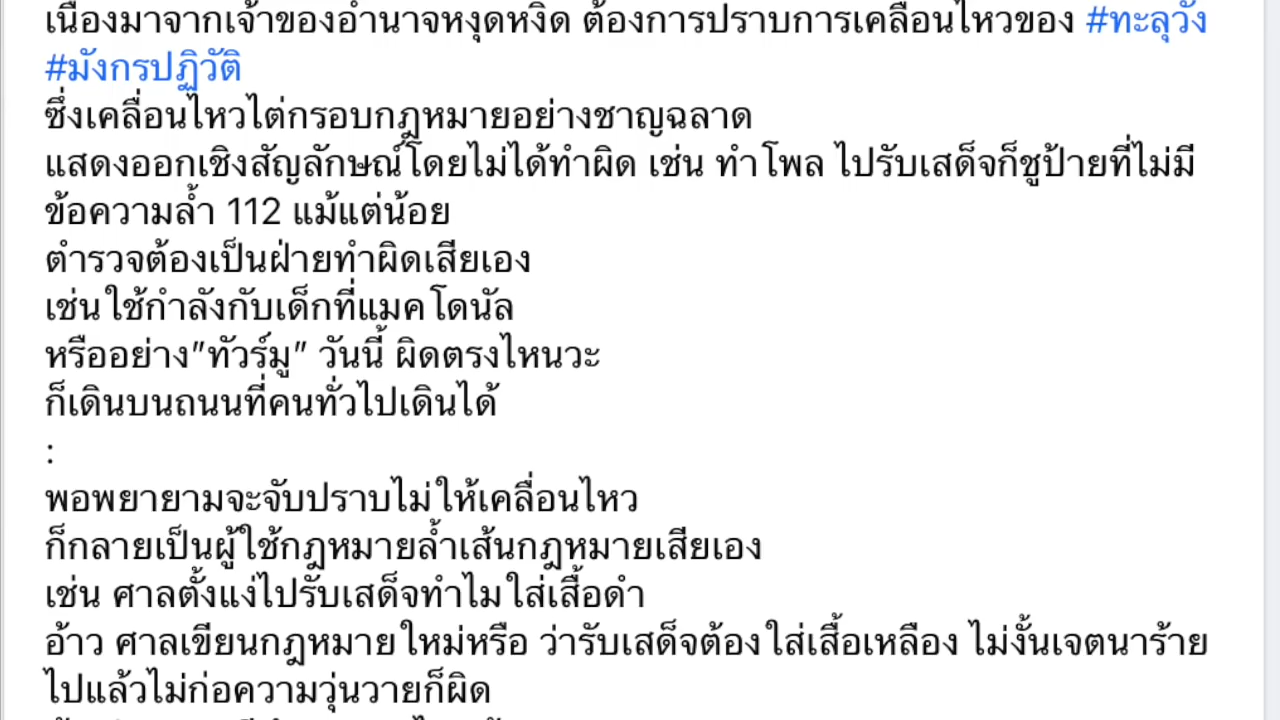 เนื่องมาจากเจ้าของอำนาจหงุดหงิด ต้องการปราบการเคลื่อนไหวของ #ทะลุวัง
#มังกรปฏิวัติ
ซึ่งเคลื่อนไหวไต่กรอบกฎหมายอย่างชาญฉลาด
แสดงออกเชิงสัญลักษณ์โดยไม่ได้ทำผิด เช่น ทำโพล ไปรับเสด็จก็ชูป้ายที่ไม่มี
ข้อความล้ำ 112 แม้แต่น้อย
ตำรวจต้องเป็นฝ่ายทำผิดเสียเอง
เช่นใช้กำลังกับเด็กที่แมคโดนัล
หรืออย่าง"ทัวร์มู" วันนี้ ผิดตรงไหนวะ
ก็เดินบนถนนที่คนทั่วไปเดินได้
:
พอพยายามจะจับปราบไม่ให้เคลื่อนไหว
ก็กลายเป็นผู้ใช้กฎหมายล้ำเส้นกฎหมายเสียเอง
เช่น ศาลตั้งแง่ไปรับเสด็จทำไมใส่เสื้อดำ
อ้าว ศาลเขียนกฎหมายใหม่หรือ ว่ารับเสด็จต้องใส่เสื้อเหลือง ไม่งั้นเจตนาร้าย
ไปแล้วไม่ก่อความวุ่นวายก็ผิด